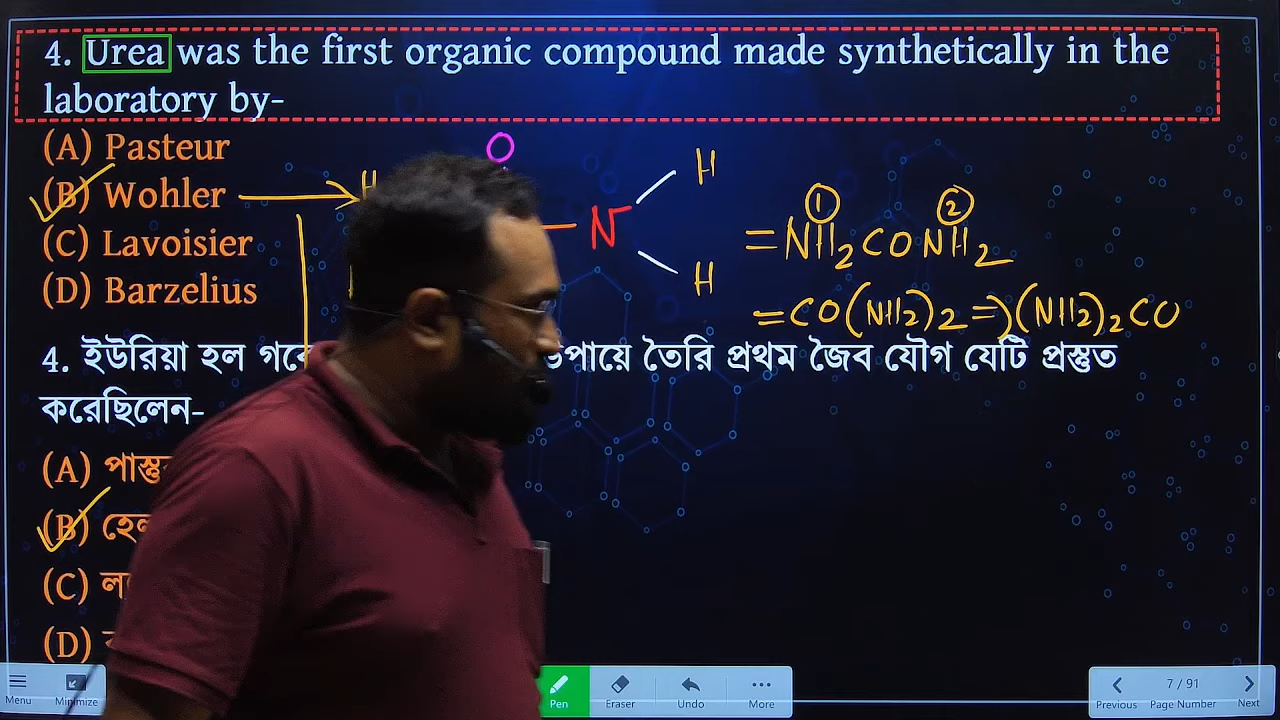 4. Urea was the first organic compound made synthetically in the
laboratory by-
(A) Pasteur
(B) Wohler
(C) Lavoisier
(D) Barzelius
O
H
N
H
H
= NH₂CONH₂
1
2
= CO(NH₂)₂ ⇒ (NH₂)₂CO
4. ইউরিয়া হল তৈরি প্রথম জৈব যৌগ যেটি প্রস্তুত
করেছিলেন-
(A)
(B)
(C)
(D)
Menu
Minimize
Pen
Eraser
Undo
More
Previous
7 / 91
Page Number
Next